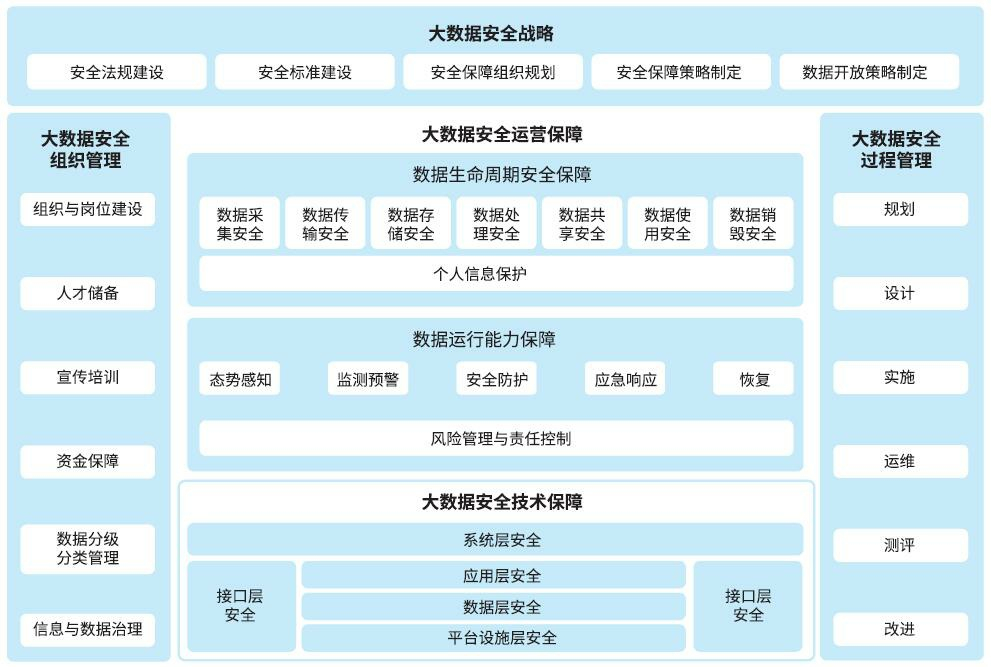 大数据安全战略
安全法规建设
安全标准建设
安全保障组织规划
安全保障策略制定
数据开放策略制定
大数据安全
组织管理
组织与岗位建设
人才储备
宣传培训
资金保障
数据分级
分类管理
信息与数据治理
大数据安全运营保障
数据生命周期安全保障
数据采
集安全
数据传
输安全
数据存
储安全
数据处
理安全
数据共
享安全
数据使
用安全
数据销
毁安全
个人信息保护
数据运行能力保障
态势感知
监测预警
安全防护
应急响应
恢复
风险管理与责任控制
大数据安全技术保障
系统层安全
接口层
安全
应用层安全
数据层安全
平台设施层安全
接口层
安全
大数据安全
过程管理
规划
设计
实施
运维
测评
改进